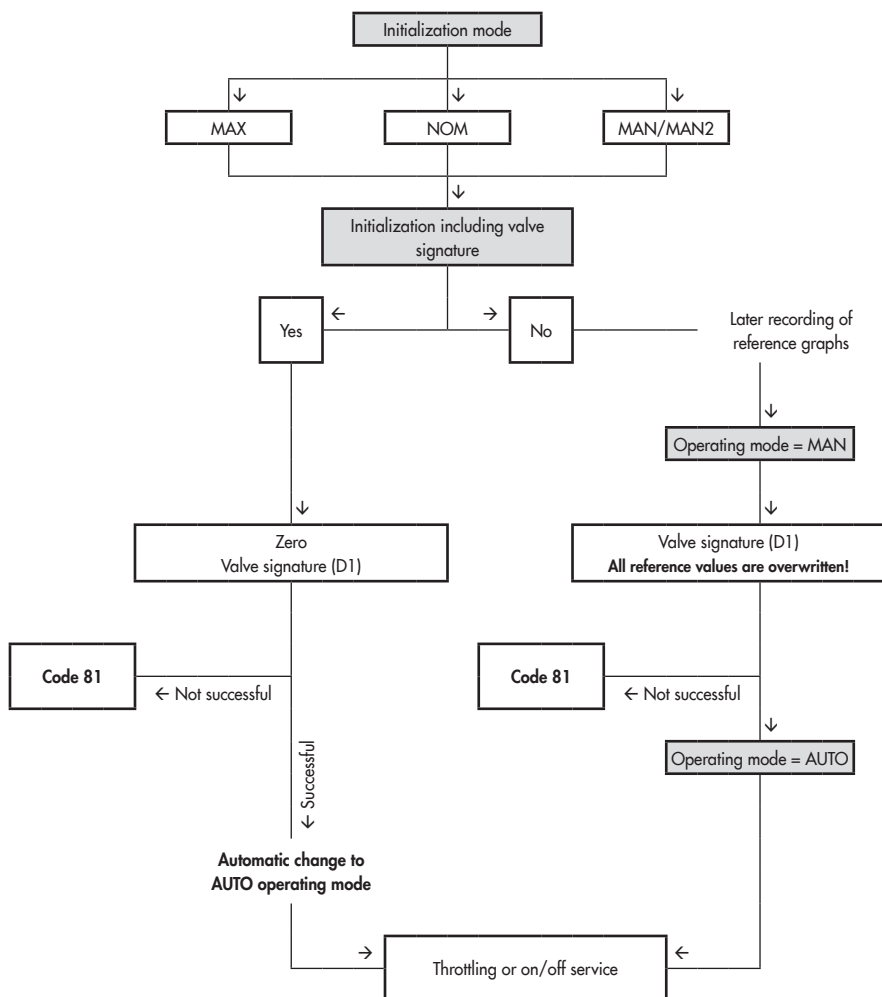 Initialization mode
MAX
NOM
MAN/MAN2
Initialization including valve
signature
Yes
No
Later recording of
reference graphs
Operating mode = MAN
Zero
Valve signature (D1)
Valve signature (D1)
All reference values are overwritten!
Code 81
← Not successful
Code 81
← Not successful
← Successful
Operating mode = AUTO
Automatic change to
AUTO operating mode
Throttling or on/off service